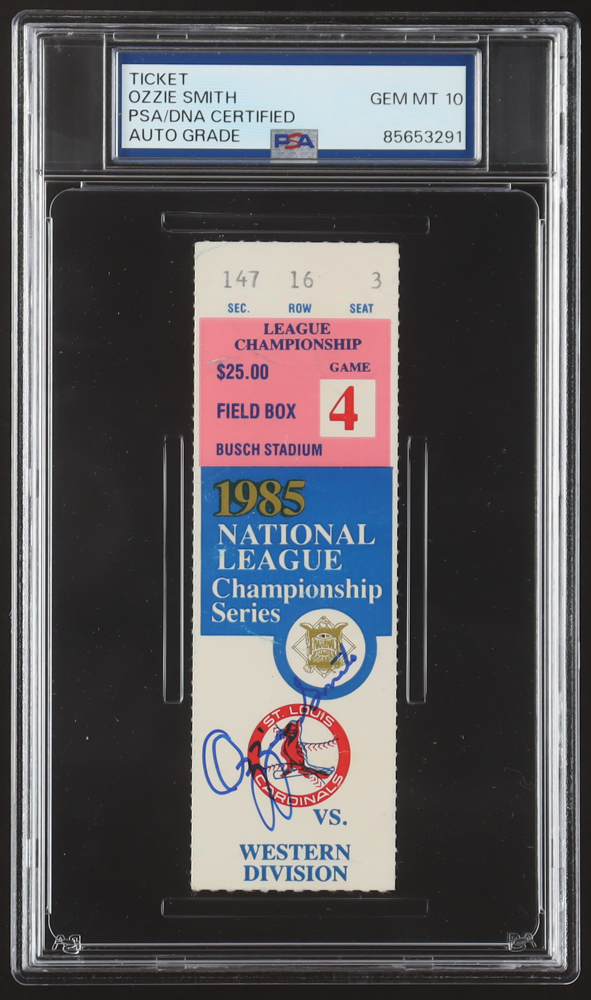 TICKET
OZZIE SMITH GEM MT 10
PSA/DNA CERTIFIED
AUTO GRADE PSA 85653291
147 16 3
SEC. ROW SEAT
LEAGUE
CHAMPIONSHIP
$25.00 GAME
FIELD BOX 4
BUSCH STADIUM
1985
NATIONAL
LEAGUE
Championship
Series
Ozzie Smith
ST. LOUIS
CARDINALS
VS.
WESTERN
DIVISION